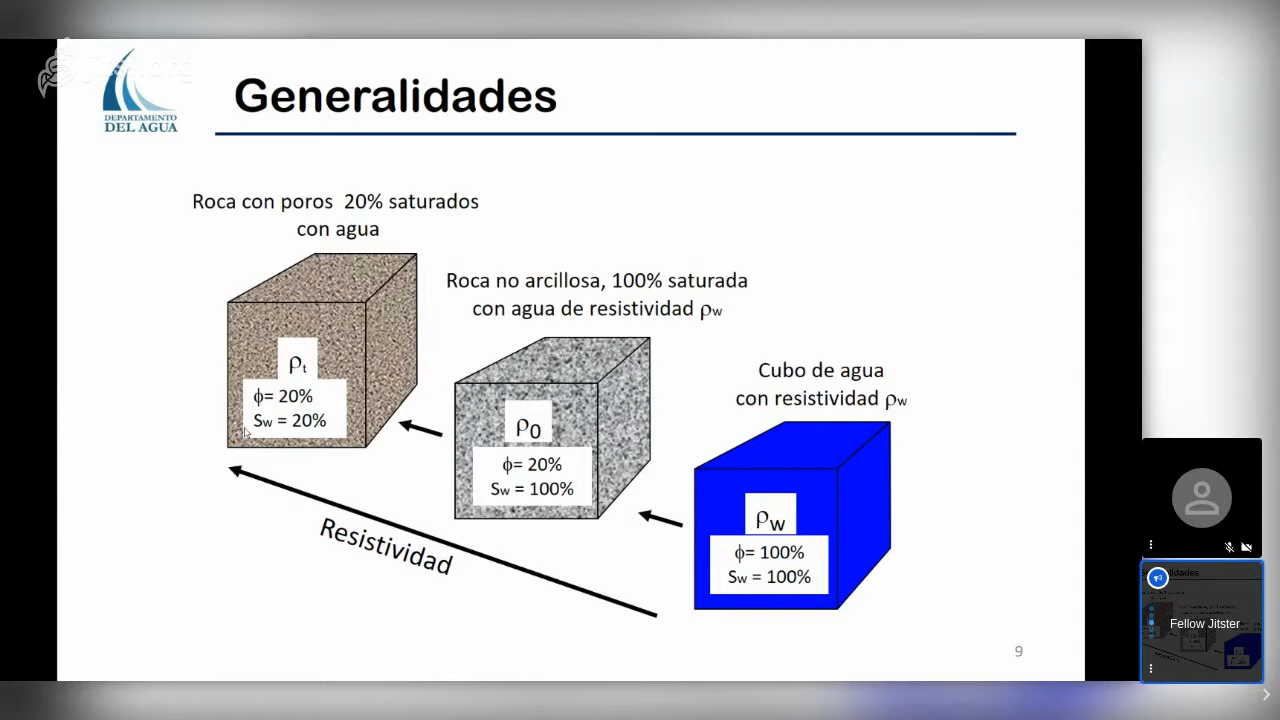 DEPARTAMENTO
DEL AGUA
Generalidades
Roca con poros 20% saturados
con agua
Roca no arcillosa, 100% saturada
con agua de resistividad ρw
Cubo de agua
con resistividad ρw
ρt
ϕ= 20%
Sw = 20%
ρ0
ϕ= 20%
Sw = 100%
ρw
ϕ= 100%
Sw = 100%
Resistividad
9
Fellow Jitster